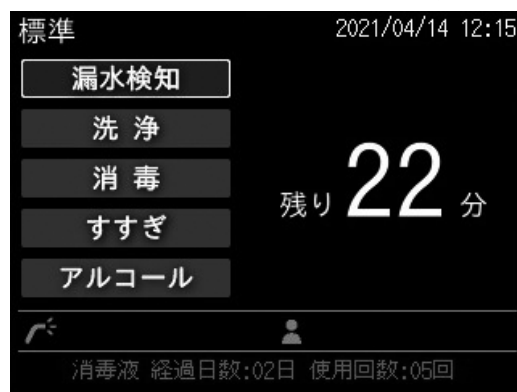 標準 2021/04/14 12:15
漏水検知
洗 浄
消 毒
残り 22 分
すすぎ
アルコール
消毒液 経過日数:02日 使用回数:05回